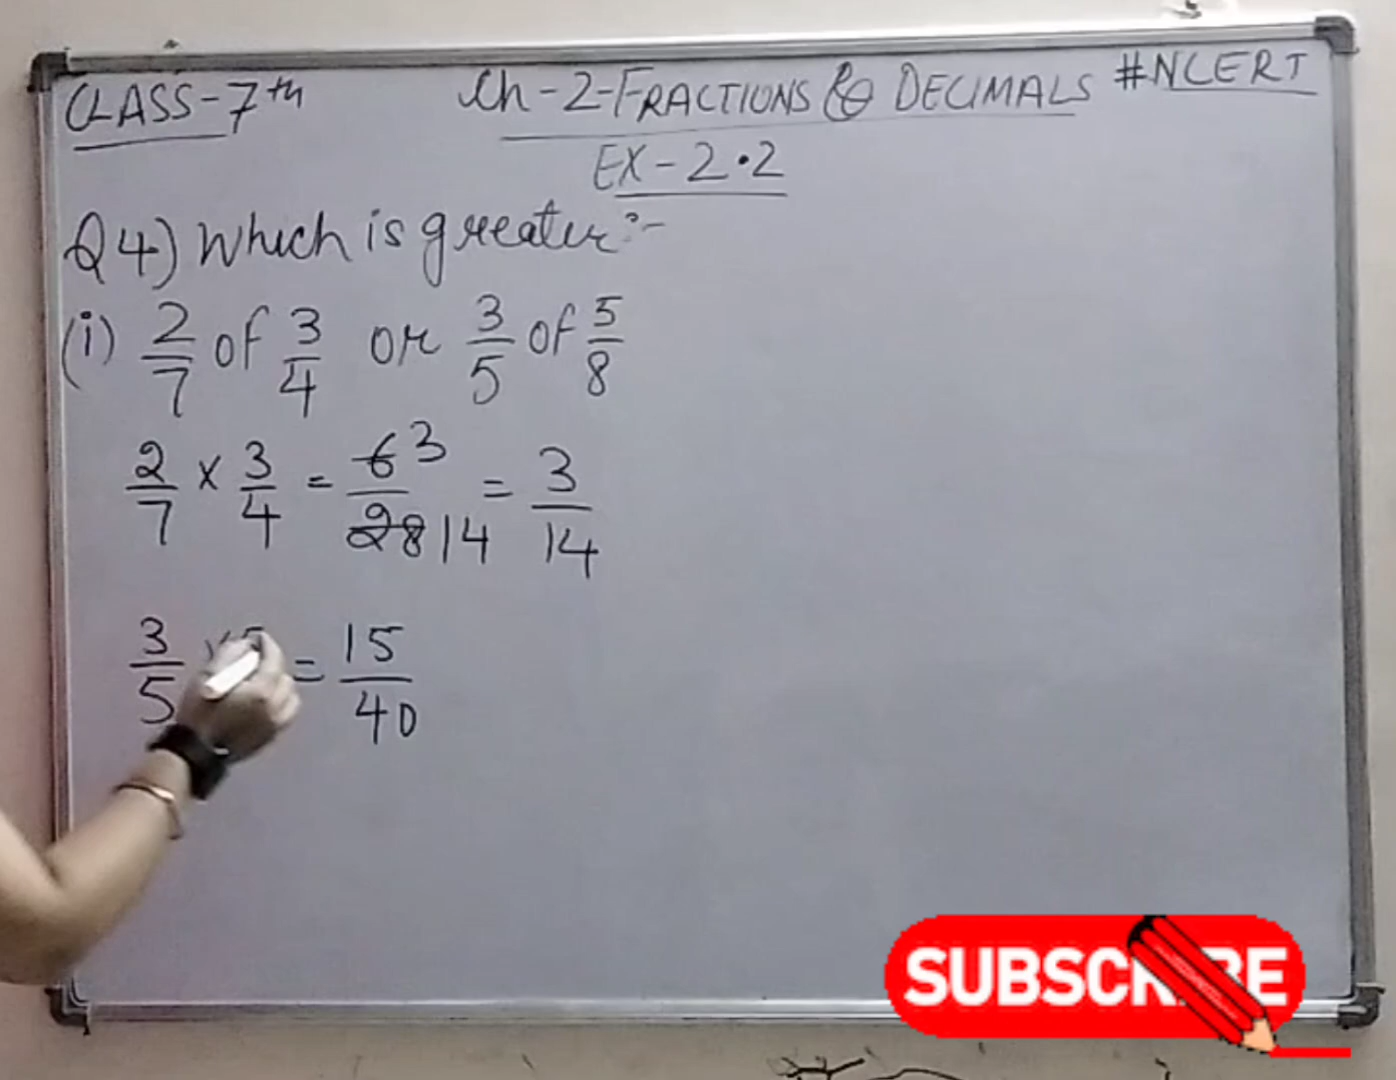 CLASS-7th Ch-2-FRACTIONS & DECIMALS #NCERT
EX-2.2
Q4) Which is greater:-
(i) 2/7 of 3/4 or 3/5 of 5/8
2/7 × 3/4 = 6/28 3/14 = 3/14
3/5 = 15/40
SUBSCRIBE